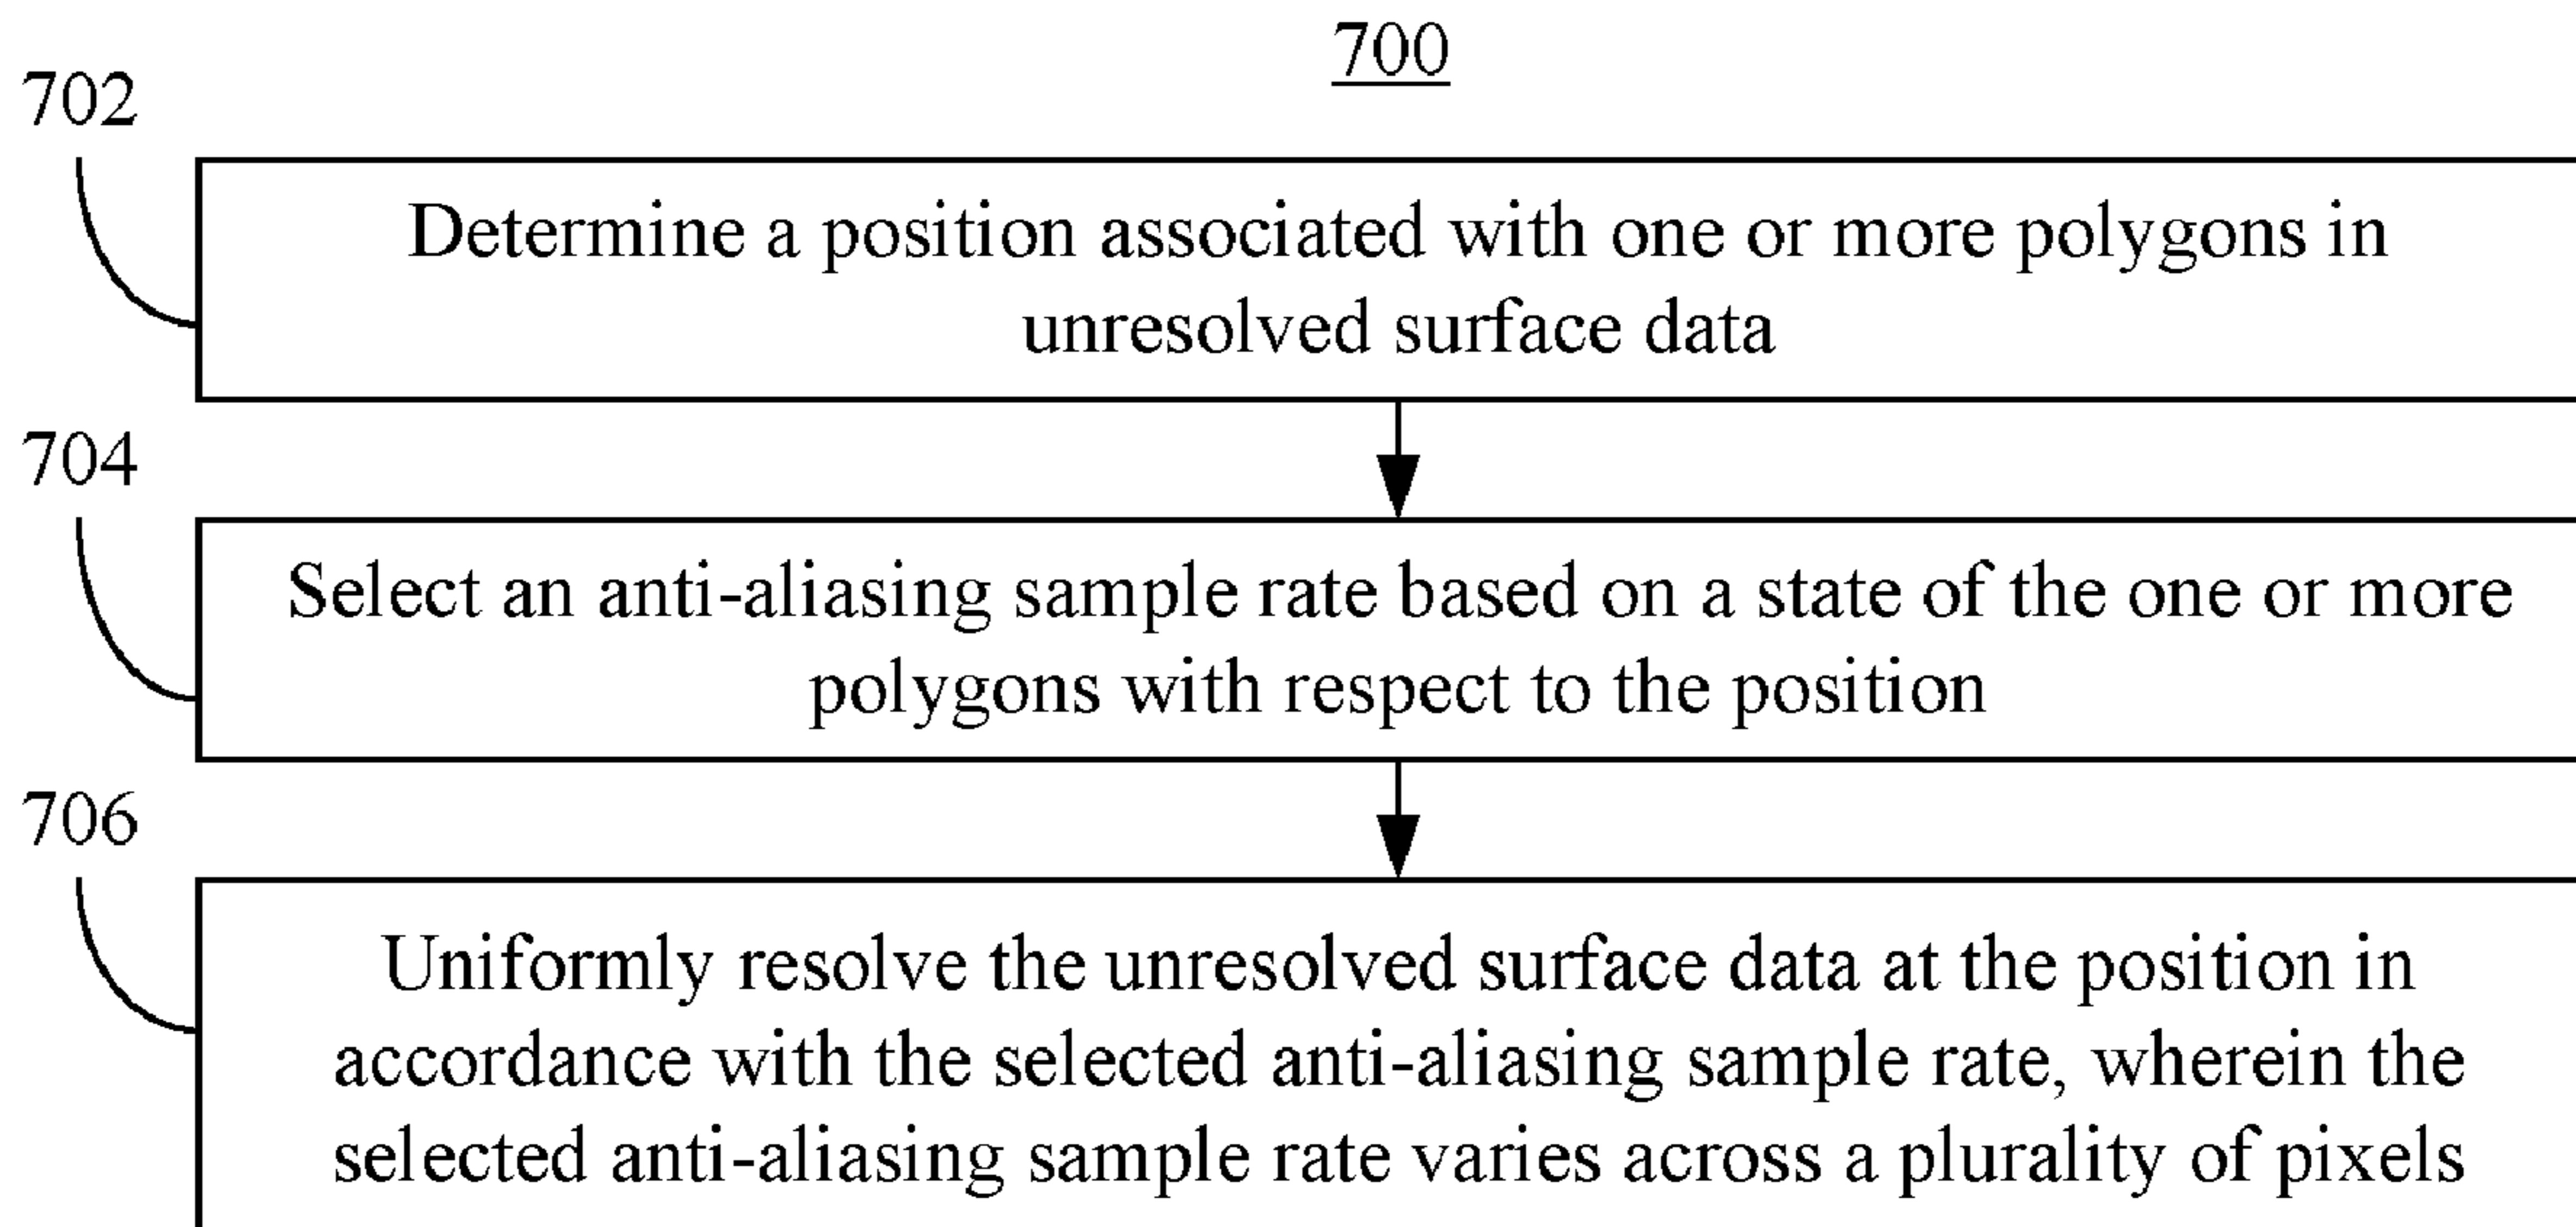 700
702
Determine a position associated with one or more polygons in
unresolved surface data
704
Select an anti-aliasing sample rate based on a state of the one or more
polygons with respect to the position
706
Uniformly resolve the unresolved surface data at the position in
accordance with the selected anti-aliasing sample rate, wherein the
selected anti-aliasing sample rate varies across a plurality of pixels